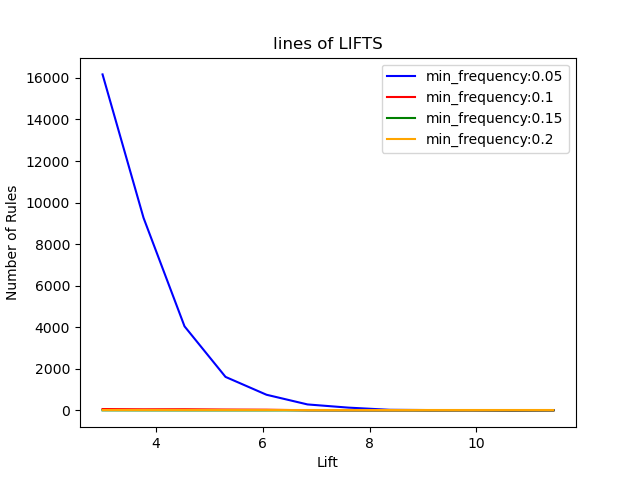 lines of LIFTS
16000
14000
12000
10000
8000
6000
4000
2000
0
Number of Rules
min_frequency:0.05
min_frequency:0.1
min_frequency:0.15
min_frequency:0.2
4 6 8 10
Lift